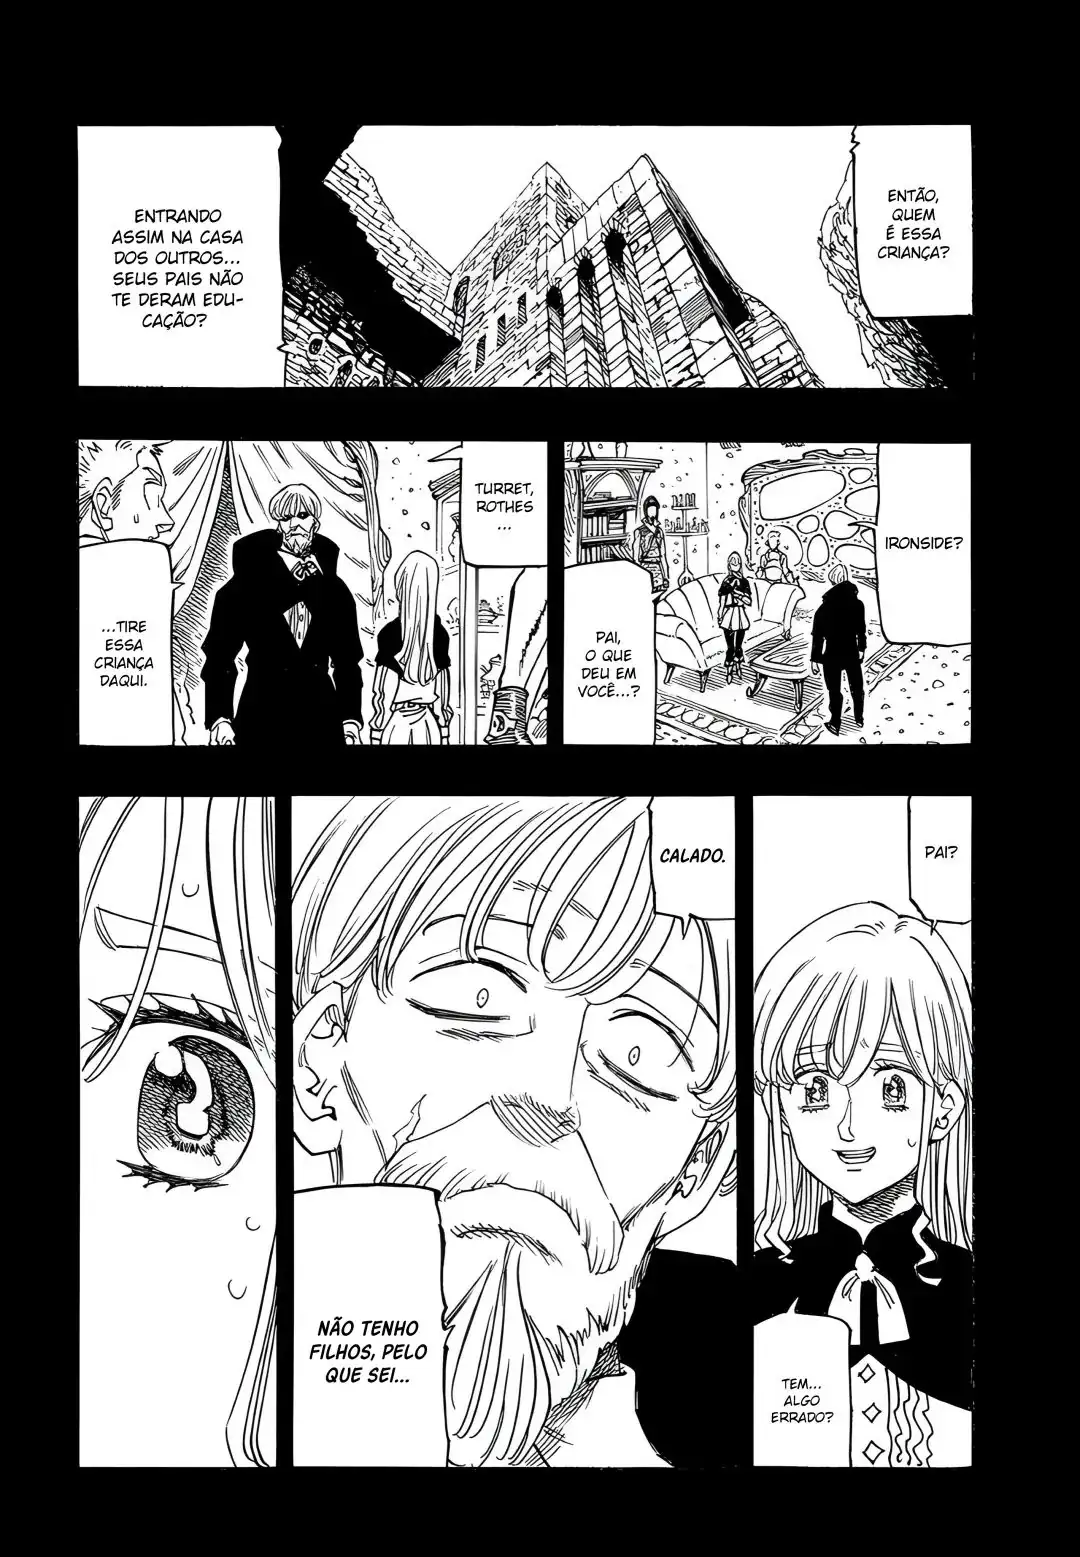 ENTÃO,
QUEM
É ESSA
CRIANÇA?
ENTRANDO
ASSIM NA CASA
DOS OUTROS...
SEUS PAIS NÃO
TE DERAM EDU-
CAÇÃO?
IRONSIDE?
PAI,
O QUE
DEU EM
VOCÊ...?
TURRET,
ROTHES
...
...TIRE
ESSA
CRIANÇA
DAQUI.
PAI?
TEM...
ALGO
ERRADO?
CALADO.
NÃO TENHO
FILHOS, PELO
QUE SEI...